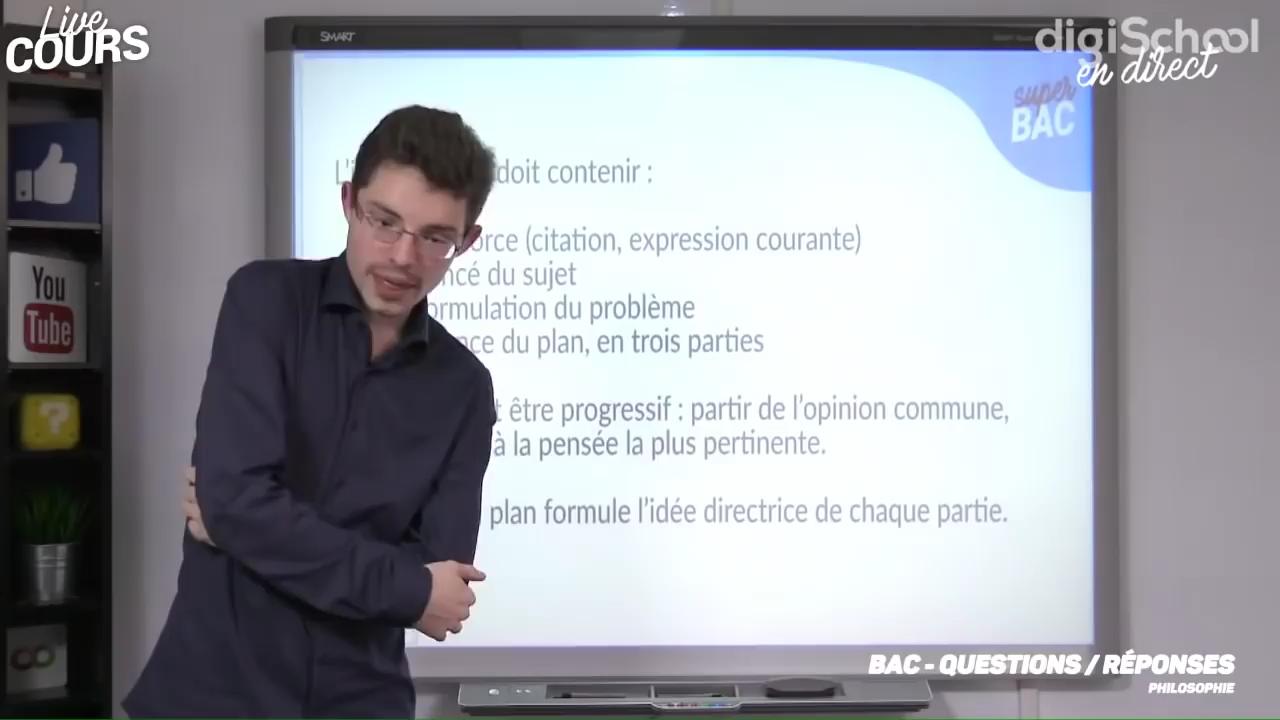 Live
COURS
SMART
digiSchool
en direct
super
BAC
L' doit contenir :
orce (citation, expression courante)
ncé du sujet
ormulation du problème
nce du plan, en trois parties
t être progressif : partir de l’opinion commune,
à la pensée la plus pertinente.
plan formule l’idée directrice de chaque partie.
You
Tube
?
BAC - QUESTIONS / RÉPONSES
PHILOSOPHIE